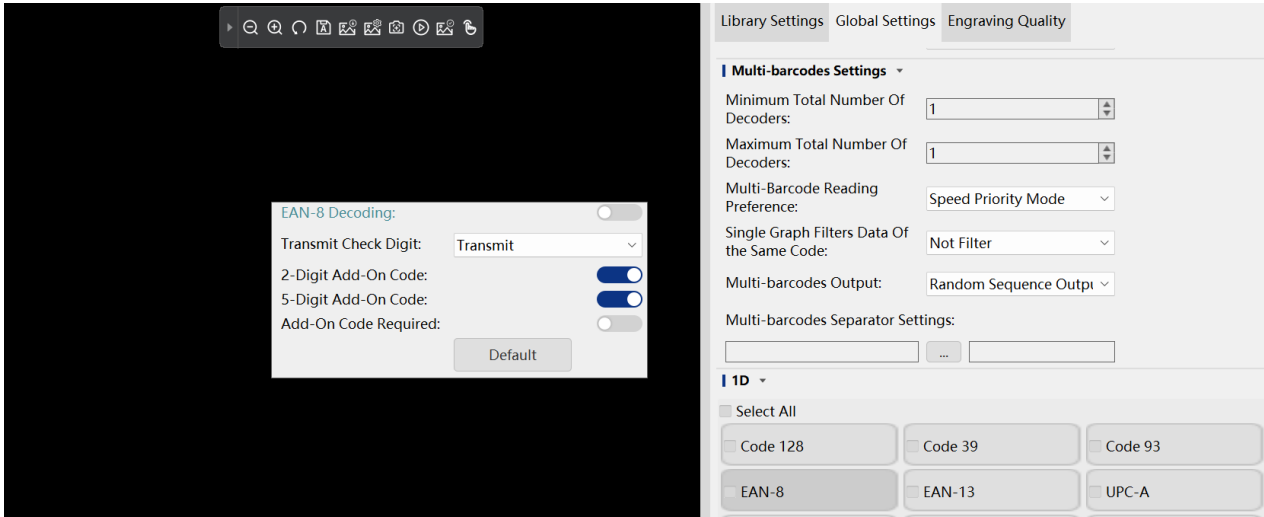 Library Settings Global Settings Engraving Quality
Multi-barcodes Settings
Minimum Total Number Of
Decoders:
1
Maximum Total Number Of
Decoders:
1
Multi-Barcode Reading
Preference:
Speed Priority Mode
Single Graph Filters Data Of
the Same Code:
Not Filter
Multi-barcodes Output:
Random Sequence Outpu
Multi-barcodes Separator Settings:
...
1D
Select All
Code 128 Code 39 Code 93
EAN-8 EAN-13 UPC-A
EAN-8 Decoding:
Transmit Check Digit: Transmit
2-Digit Add-On Code:
5-Digit Add-On Code:
Add-On Code Required:
Default